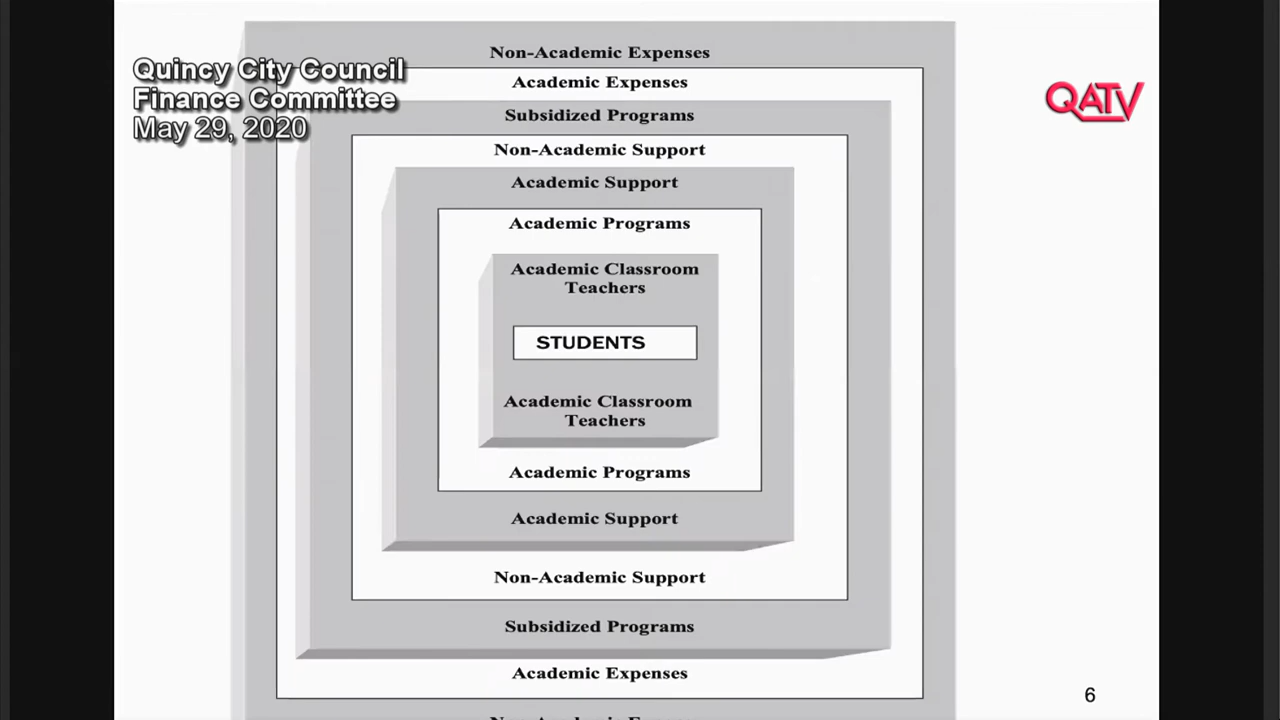 Non-Academic Expenses
Quincy City Council
Finance Committee
May 29, 2020
QATV
Academic Expenses
Subsidized Programs
Non-Academic Support
Academic Support
Academic Programs
Academic Classroom
Teachers
STUDENTS
Academic Classroom
Teachers
Academic Programs
Academic Support
Non-Academic Support
Subsidized Programs
Academic Expenses
6